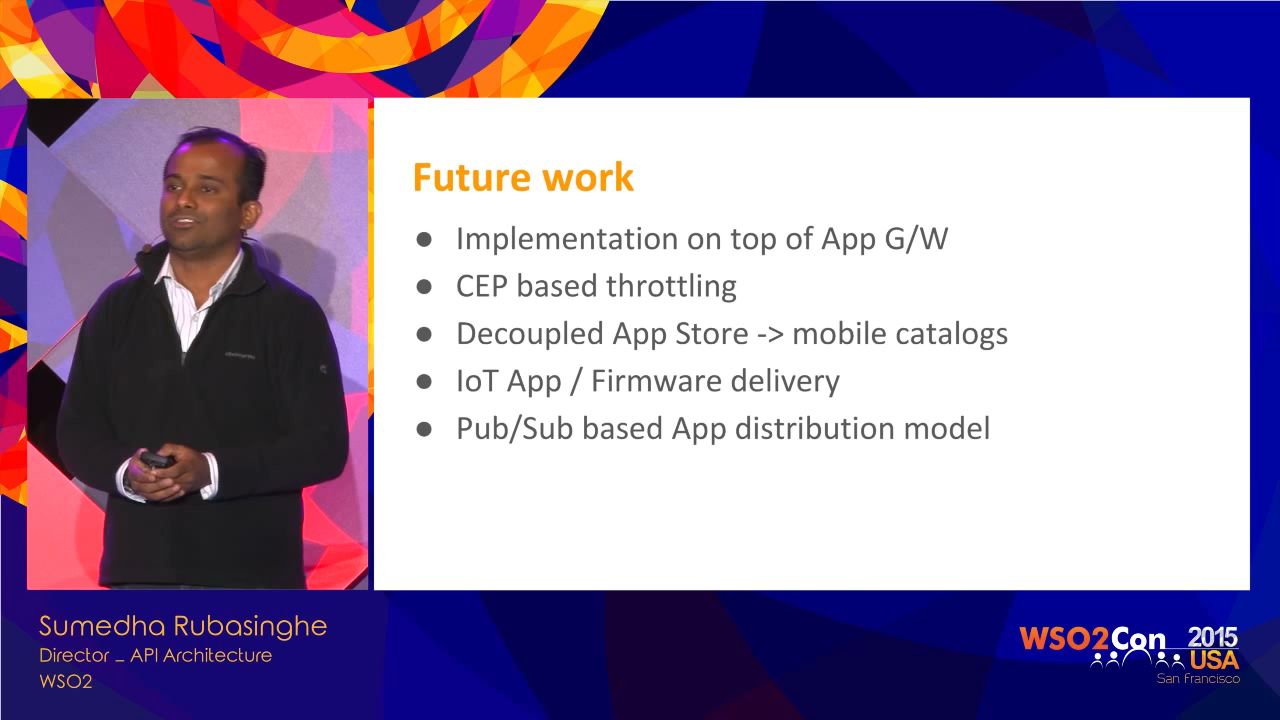 Future work
● Implementation on top of App G/W
● CEP based throttling
● Decoupled App Store -> mobile catalogs
● IoT App / Firmware delivery
● Pub/Sub based App distribution model
Sumedha Rubasinghe
Director _ API Architecture
WSO2
WSO2Con 2015
USA
San Francisco